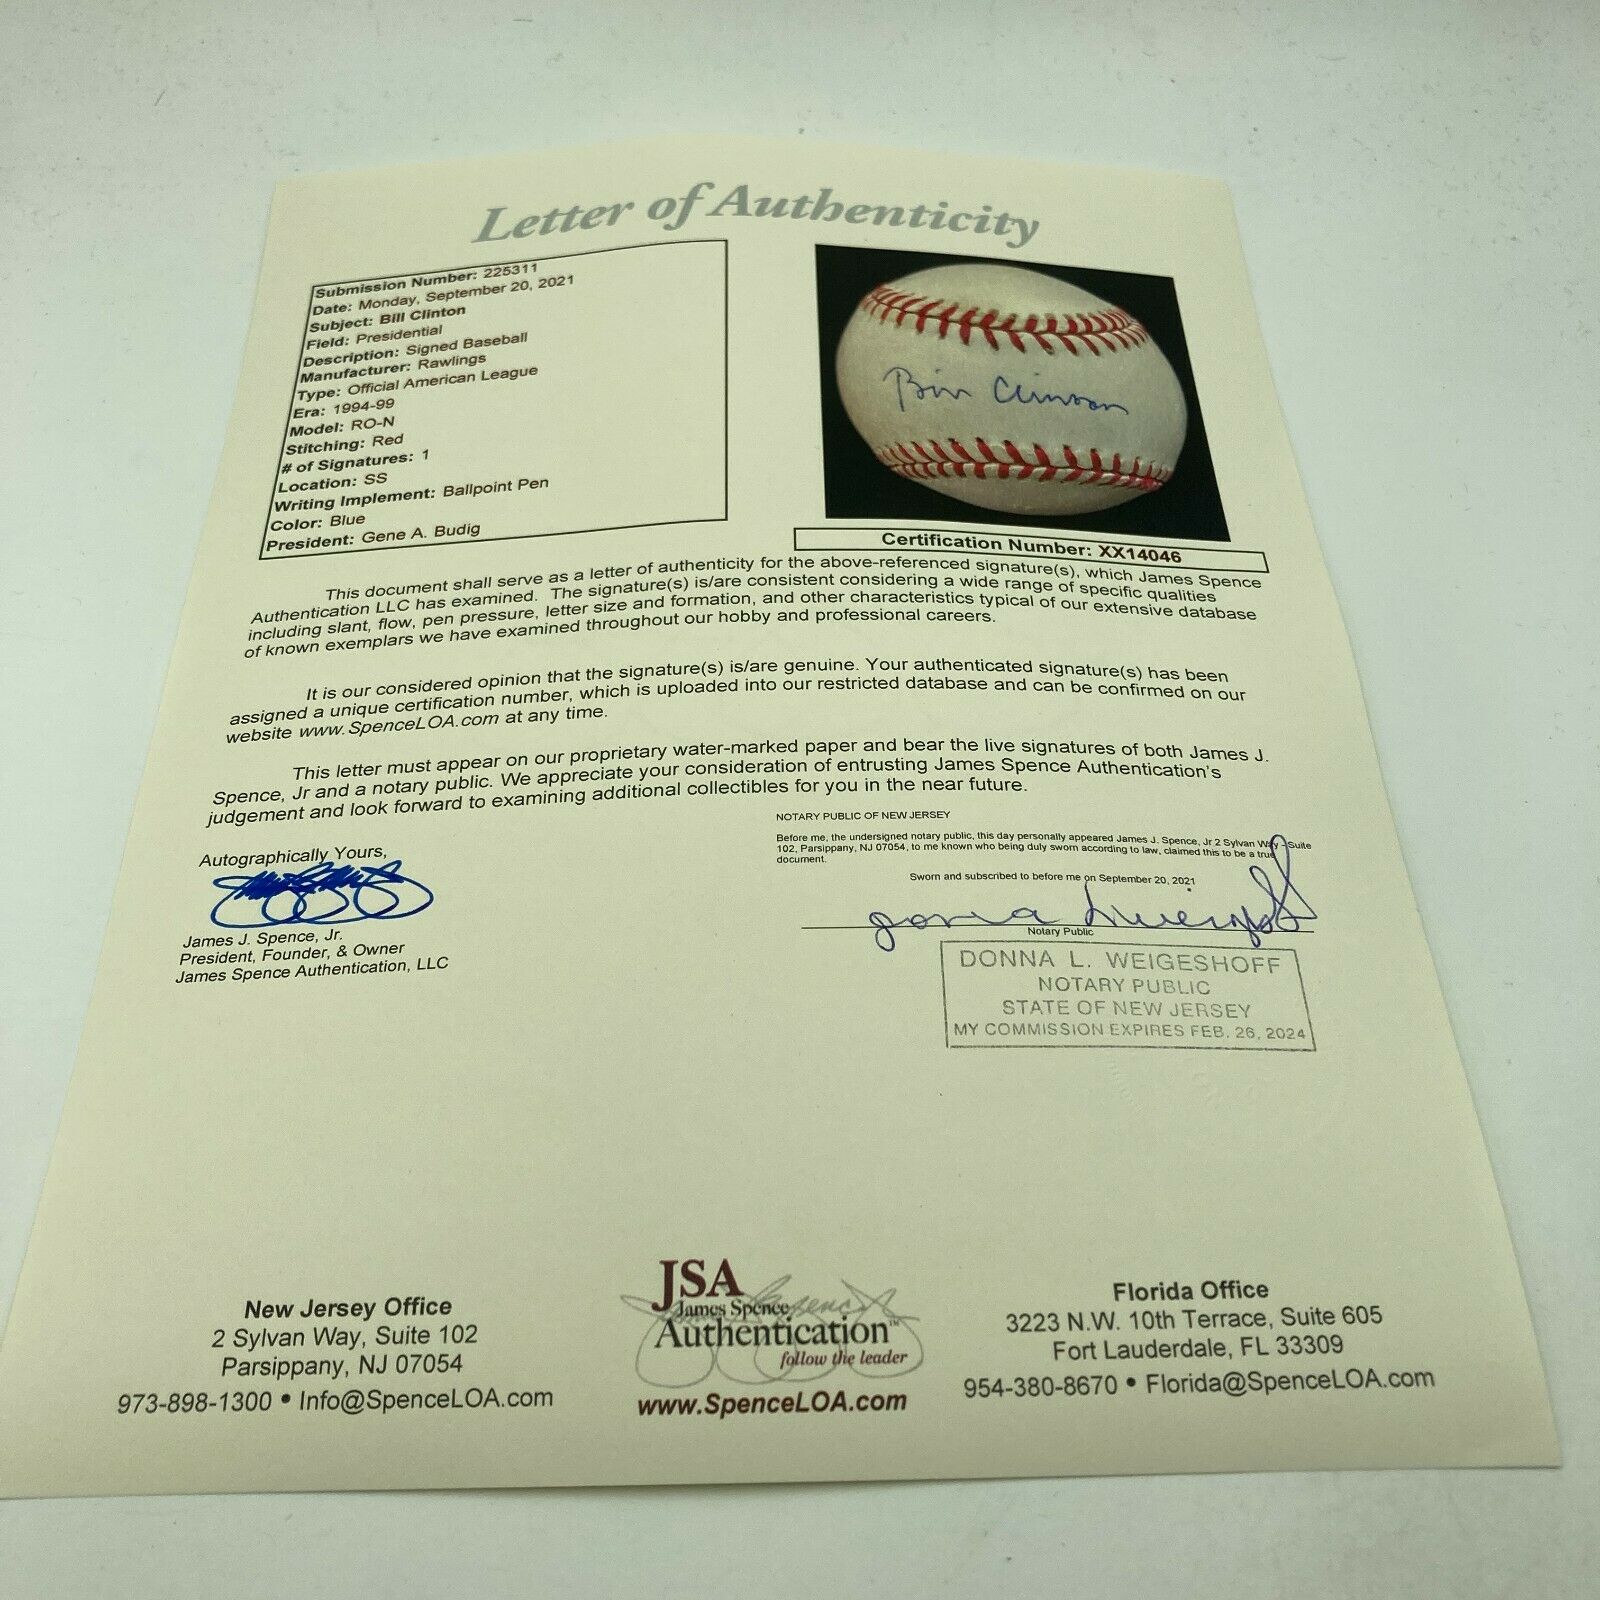 Letter of Authenticity
Submission Number: 225311
Date: Monday, September 20, 2021
Subject: Bill Clinton
Field: Presidential
Description: Signed Baseball
Manufacturer: Rawlings
Type: Official American League
Era: 1994-99
Model: RO-N
Stitching: Red
# of Signatures: 1
Location: SS
Writing Implement: Ballpoint Pen
Color: Blue
President: Gene A. Budig
Bill Clinton
Certification Number: XX14046
This document shall serve as a letter of authenticity for the above-referenced signature(s), which James Spence
Authentication LLC has examined. The signature(s) is/are consistent considering a wide range of specific qualities
including slant, flow, pen pressure, letter size and formation, and other characteristics typical of our extensive database
of known exemplars we have examined throughout our hobby and professional careers.
It is our considered opinion that the signature(s) is/are genuine. Your authenticated signature(s) has been
assigned a unique certification number, which is uploaded into our restricted database and can be confirmed on our
website www.SpenceLOA.com at any time.
This letter must appear on our proprietary water-marked paper and bear the live signatures of both James J.
Spence, Jr and a notary public. We appreciate your consideration of entrusting James Spence Authentication's
judgement and look forward to examining additional collectibles for you in the near future.
NOTARY PUBLIC OF NEW JERSEY
Before me, the undersigned notary public, this day personally appeared James J. Spence, Jr 2 Sylvan Way - Suite
102, Parsippany, NJ 07054, to me known who being duly sworn according to law, claimed this to be a true
document.
Sworn and subscribed to before me on September 20, 2021
Notary Public
DONNA L. WEIGESHOFF
NOTARY PUBLIC
STATE OF NEW JERSEY
MY COMMISSION EXPIRES FEB. 26, 2024
Autographically Yours,
James J. Spence, Jr.
President, Founder, & Owner
James Spence Authentication, LLC
New Jersey Office
2 Sylvan Way, Suite 102
Parsippany, NJ 07054
973-898-1300 • Info@SpenceLOA.com
JSA
James Spence
Authentication™
follow the leader
www.SpenceLOA.com
Florida Office
3223 N.W. 10th Terrace, Suite 605
Fort Lauderdale, FL 33309
954-380-8670 • Florida@SpenceLOA.com